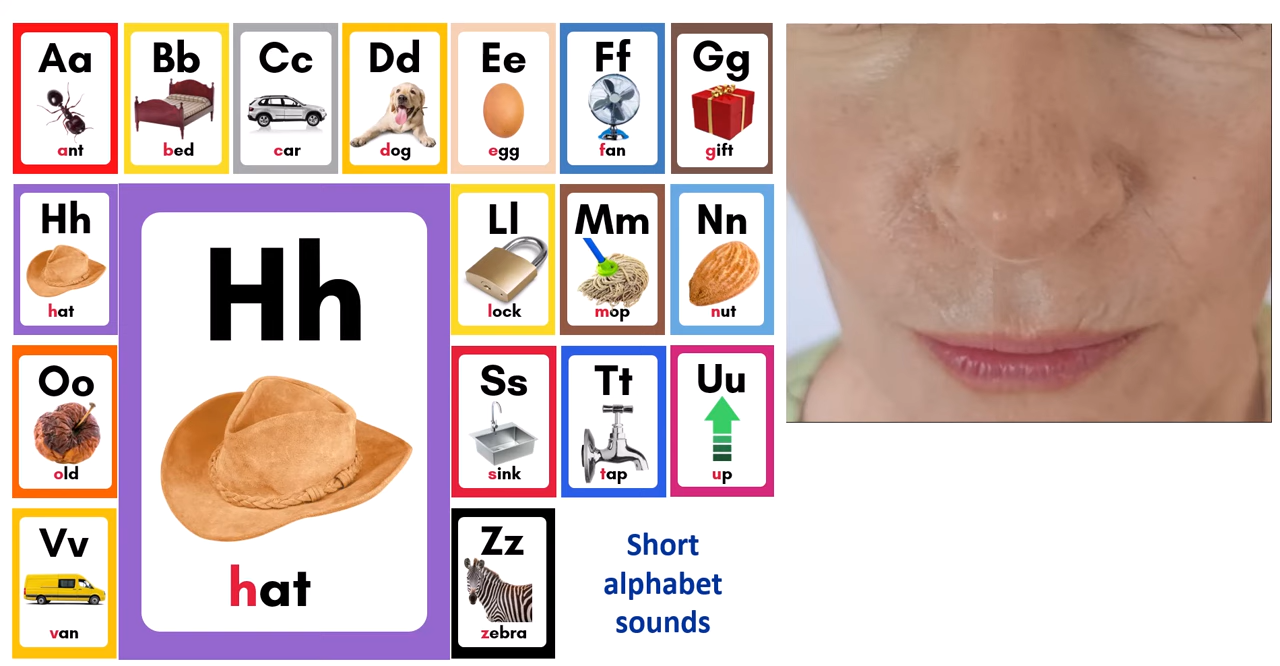 Aa
ant
Bb
bed
Cc
car
Dd
dog
Ee
egg
Ff
fan
Gg
gift
Hh
hat
Hh
hat
Ll
lock
Mm
mop
Nn
nut
Oo
old
Ss
sink
Tt
tap
Uu
up
Vv
van
Zz
zebra
Short
alphabet
sounds